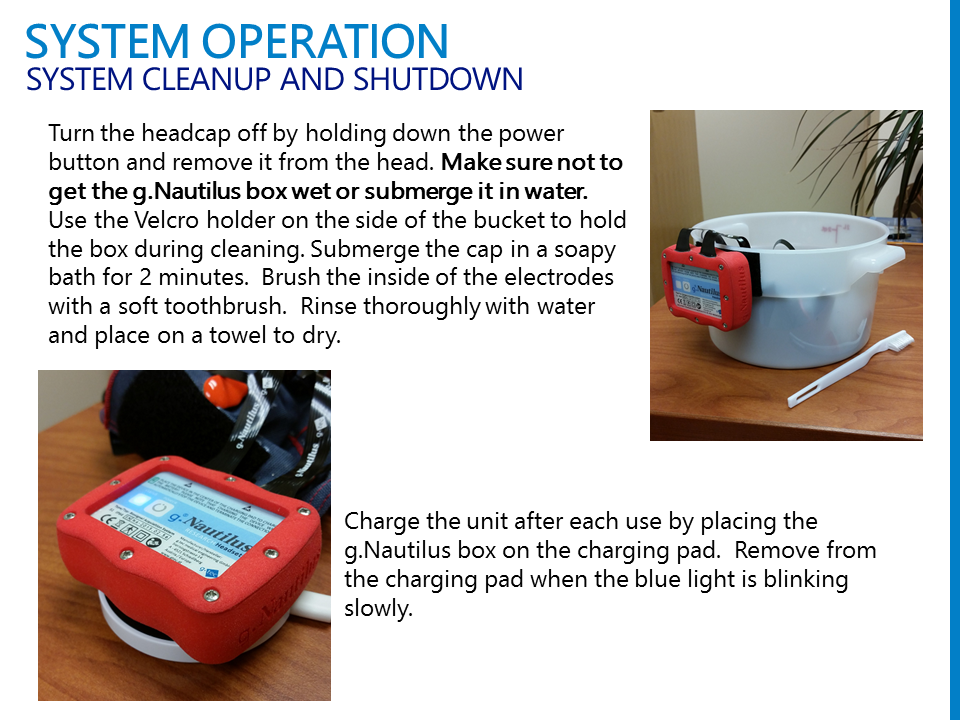 SYSTEM OPERATION
SYSTEM CLEANUP AND SHUTDOWN
Turn the headcap off by holding down the power
button and remove it from the head. Make sure not to
get the g.Nautilus box wet or submerge it in water.
Use the Velcro holder on the side of the bucket to hold
the box during cleaning. Submerge the cap in a soapy
bath for 2 minutes.  Brush the inside of the electrodes
with a soft toothbrush.  Rinse thoroughly with water
and place on a towel to dry.
g.Nautilus
g.Nautilus
g.Nautilus
g.Nautilus
Headset
g.Nautilus
Charge the unit after each use by placing the
g.Nautilus box on the charging pad.  Remove from
the charging pad when the blue light is blinking
slowly.